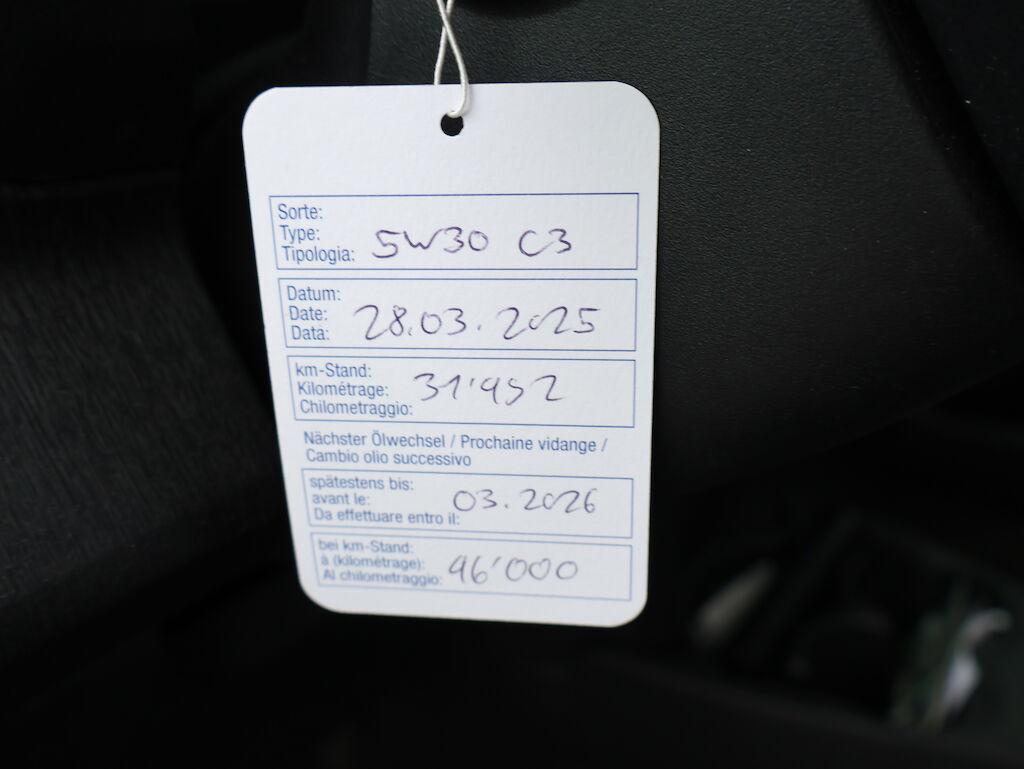 Sorte:
Type:
Tipologia: 5W30 C3
Datum:
Date:
Data: 28.03.2025
km-Stand:
Kilométrage: 31'952
Chilometraggio:
Nächster Ölwechsel / Prochaine vidange /
Cambio olio successivo
spätestens bis:
avant le: 03.2026
Da effettuare entro il:
bei km-Stand:
à (kilométrage): 46'000
Al chilometraggio: